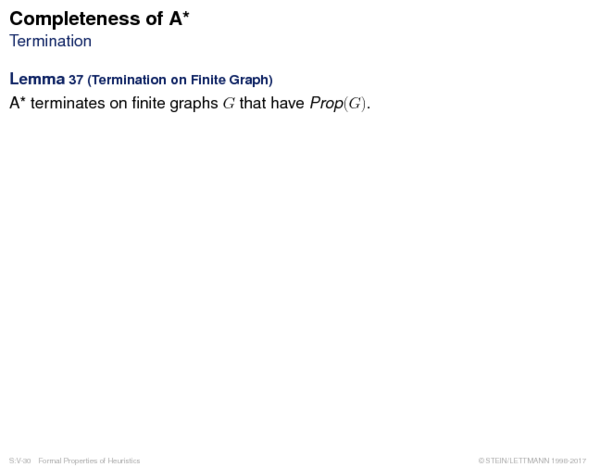 Completeness of A*
Termination
Lemma 37 (Termination on Finite Graph)
A* terminates on finite graphs G that have Prop(G).
S:V-30 Formal Properties of Heuristics
© STEIN/LETTMANN 1998-2017